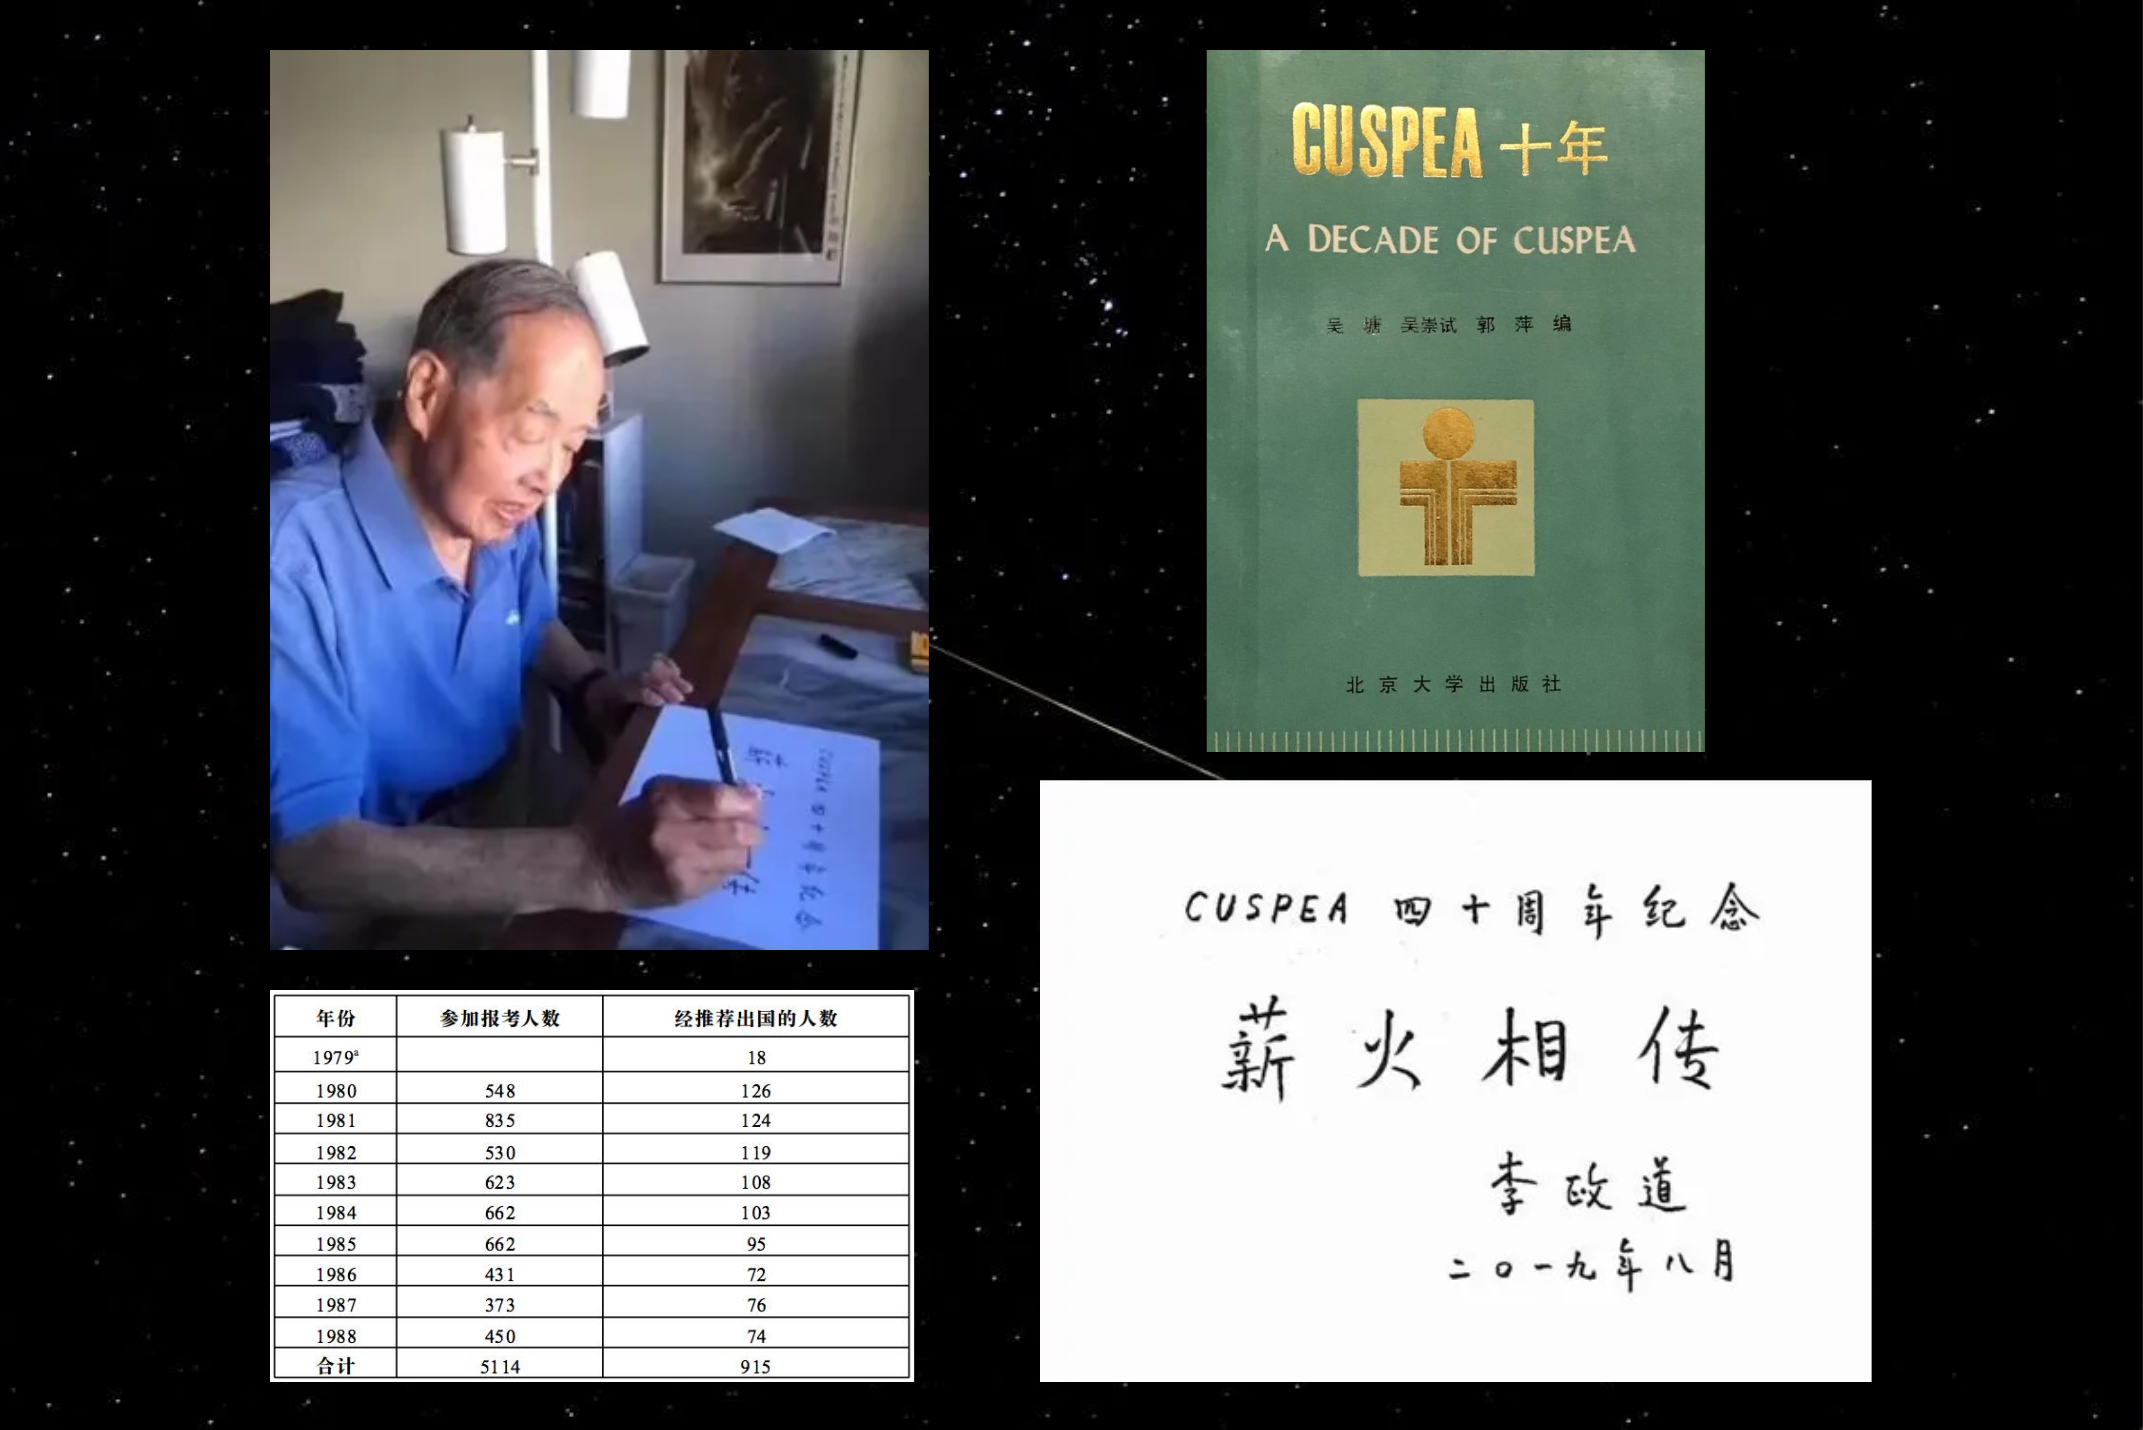 CUSPEA 十年
A DECADE OF CUSPEA
吴 塘 吴崇试 郭 萍 编
北京大学出版社
CUSPEA 四十周年纪念
薪火相传
李政道
二〇一九年八月
年份 参加报考人数 经推荐出国的人数
1979ª 18
1980 548 126
1981 835 124
1982 530 119
1983 623 108
1984 662 103
1985 662 95
1986 431 72
1987 373 76
1988 450 74
合计 5114 915